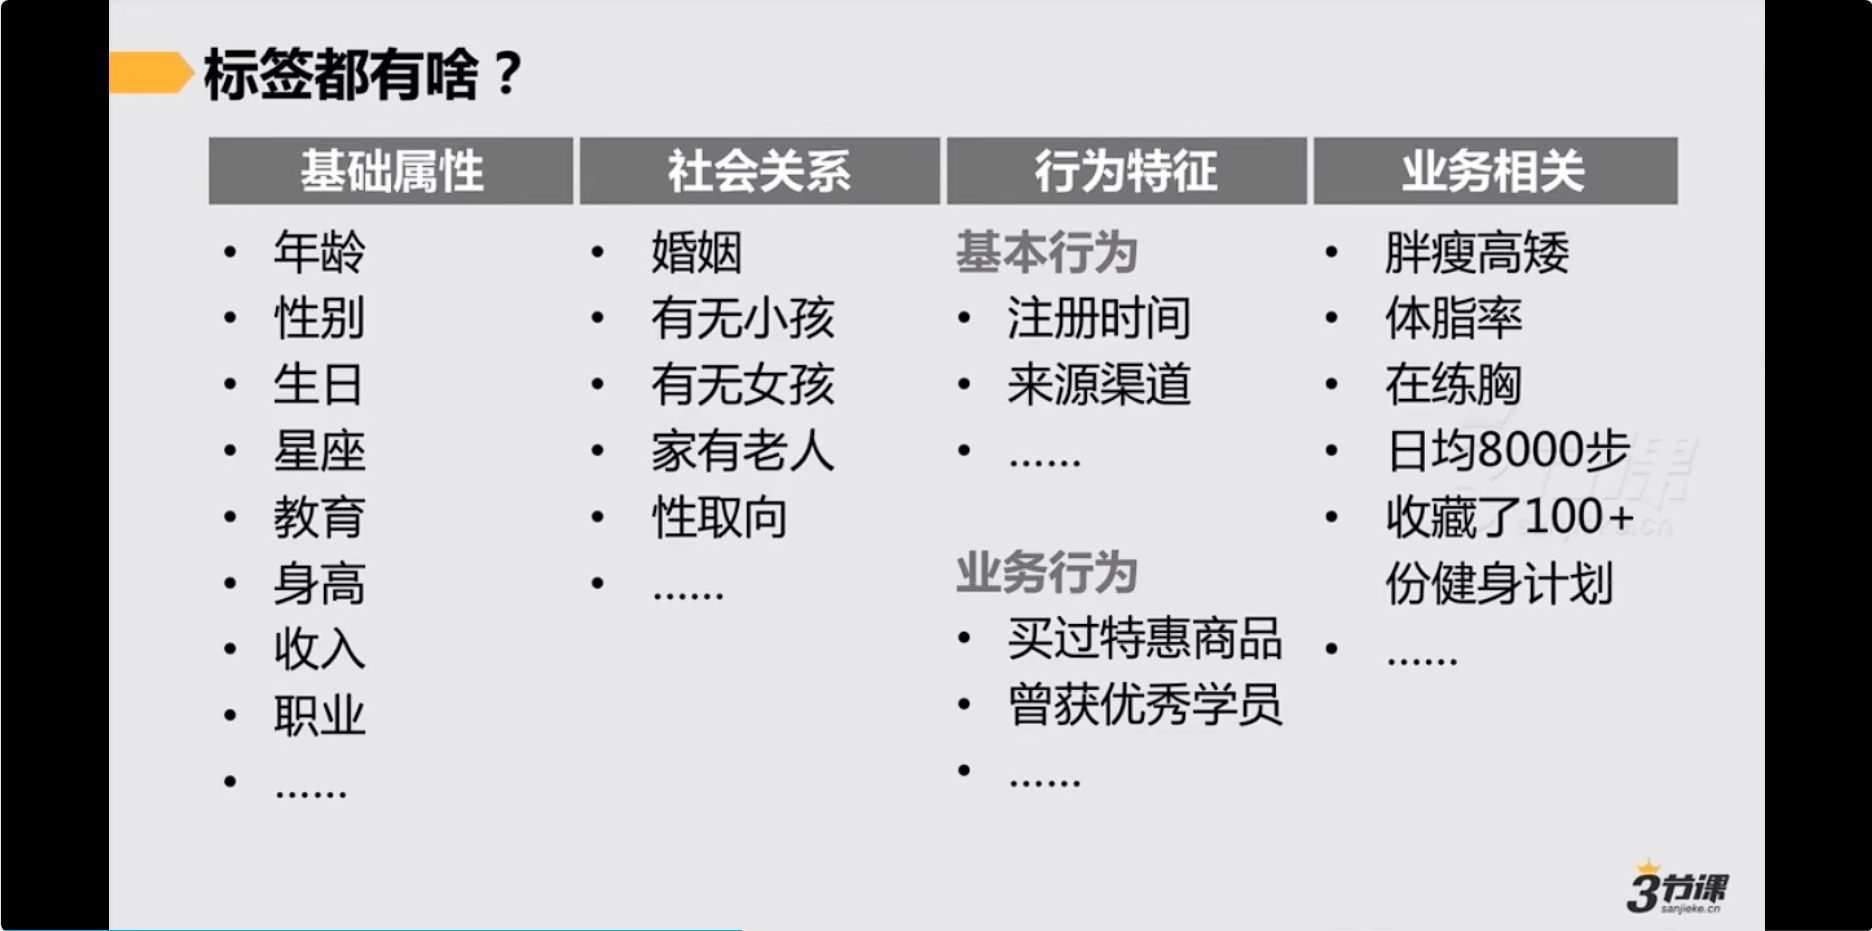 标签都有啥？
基础属性
年龄
性别
生日
星座
教育
身高
收入
职业
……
社会关系
婚姻
有无小孩
有无女孩
家有老人
性取向
……
行为特征
基本行为
注册时间
来源渠道
……
业务行为
买过特惠商品
曾获优秀学员
……
业务相关
胖瘦高矮
体脂率
在练胸
日均8000步
收藏了100+
份健身计划
……
3节课
sanjieke.cn